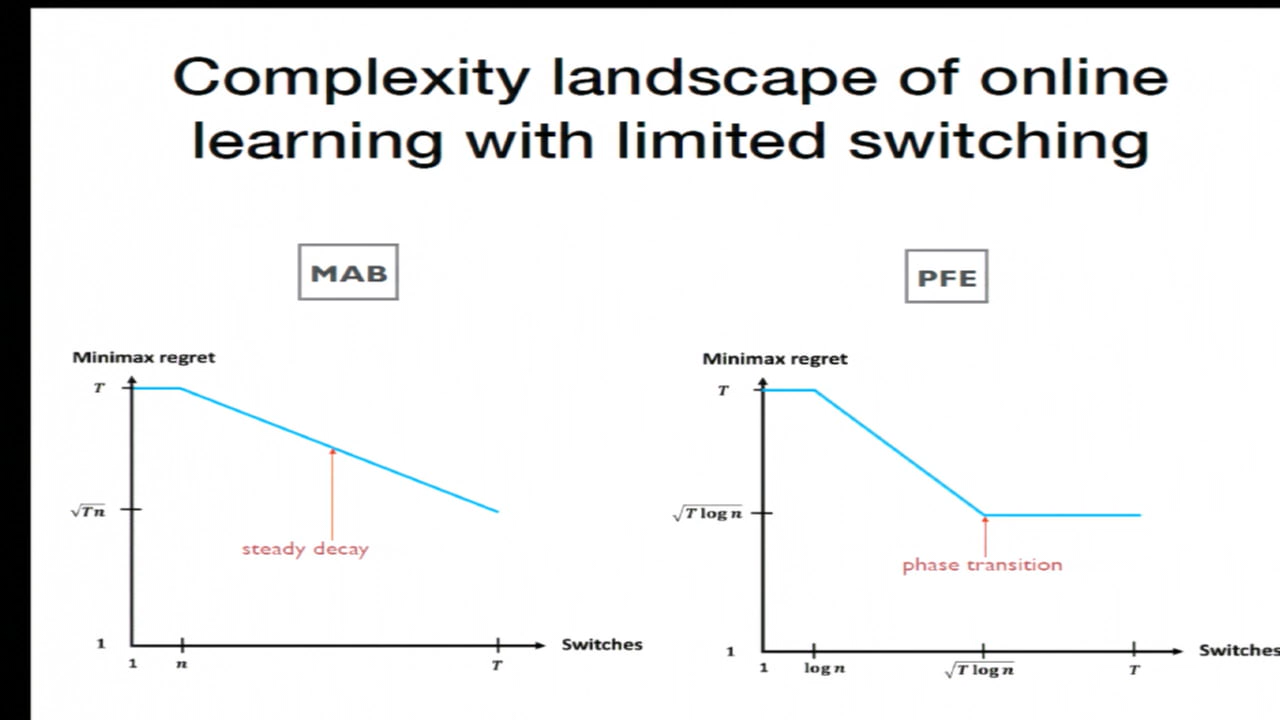 Complexity landscape of online
learning with limited switching
MAB
Minimax regret
T
√Tn
steady decay
1
1 n T
Switches
PFE
Minimax regret
T
√T log n
phase transition
1
1 log n √T log n T
Switches